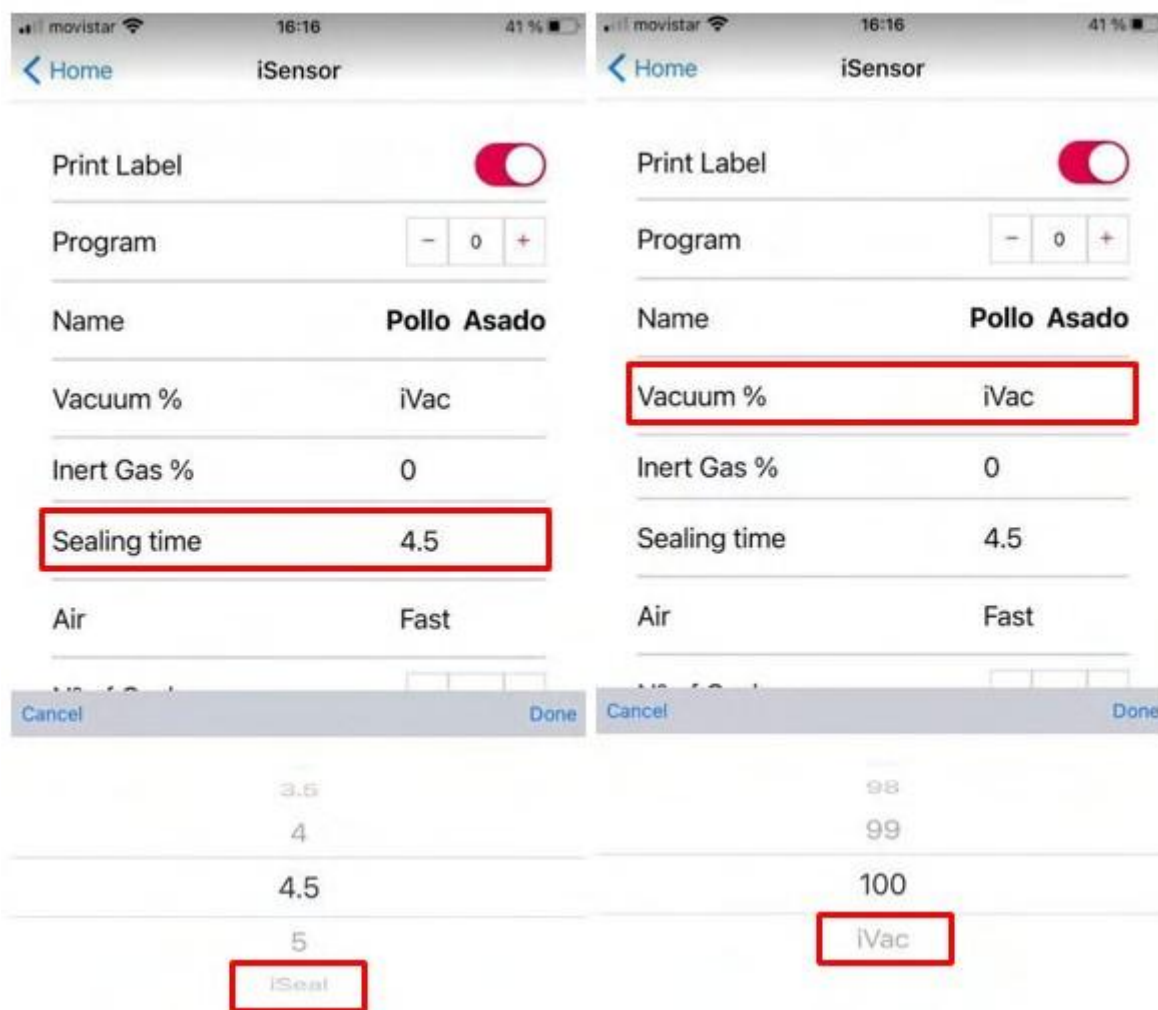 movistar 16:16 41 %
Home iSensor
Print Label
Program - 0 +
Name Pollo Asado
Vacuum % iVac
Inert Gas % 0
Sealing time 4.5
Air Fast
Cancel Done
3.5
4
4.5
5
iSeal
movistar 16:16 41 %
Home iSensor
Print Label
Program - 0 +
Name Pollo Asado
Vacuum % iVac
Inert Gas % 0
Sealing time 4.5
Air Fast
Cancel Done
98
99
100
iVac